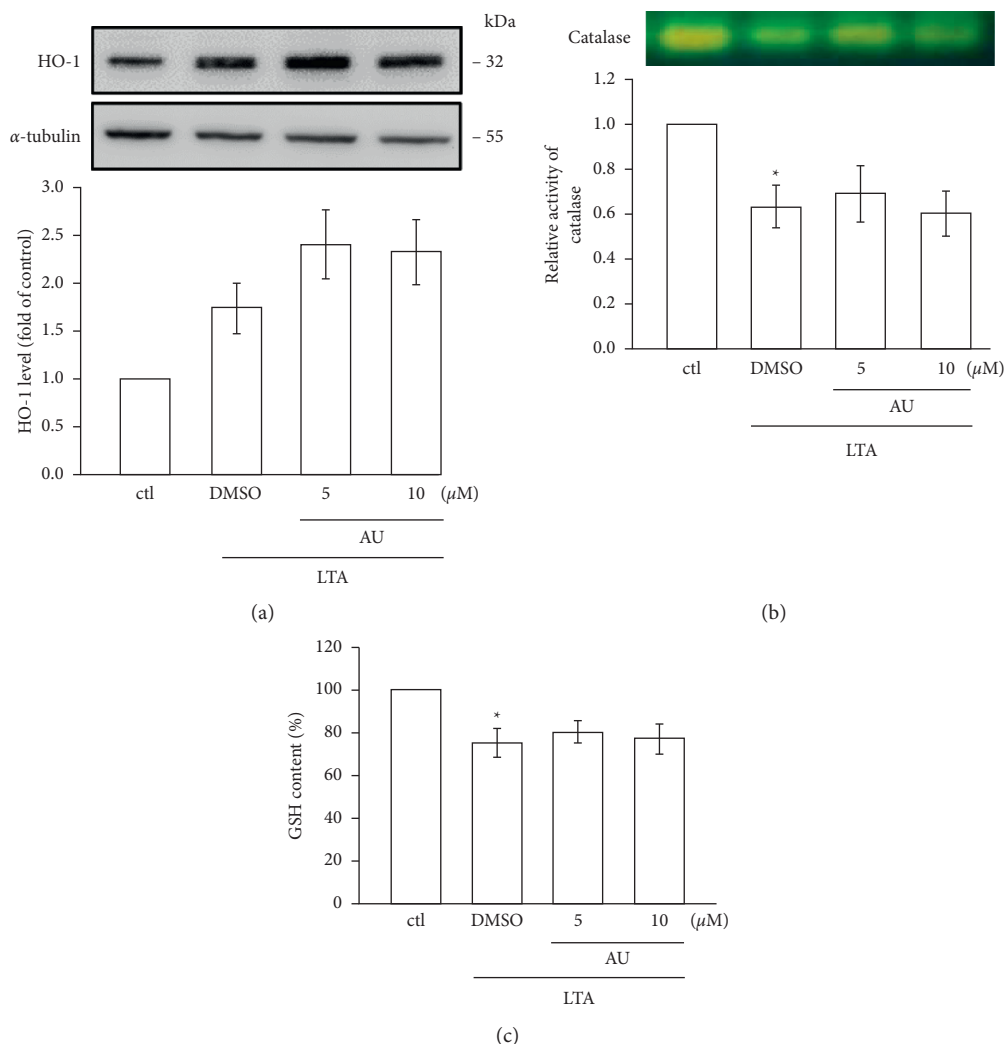 kDa
HO-1
– 32
α-tubulin
– 55
3.0
2.5
2.0
1.5
1.0
0.5
0.0
HO-1 level (fold of control)
ctl DMSO 5 10 (μM)
AU
LTA
(a)
Catalase
1.2
1.0
0.8
0.6
0.4
0.2
0.0
Relative activity of
catalase
*
ctl DMSO 5 10 (μM)
AU
LTA
(b)
120
100
80
60
40
20
0
GSH content (%)
*
ctl DMSO 5 10 (μM)
AU
LTA
(c)